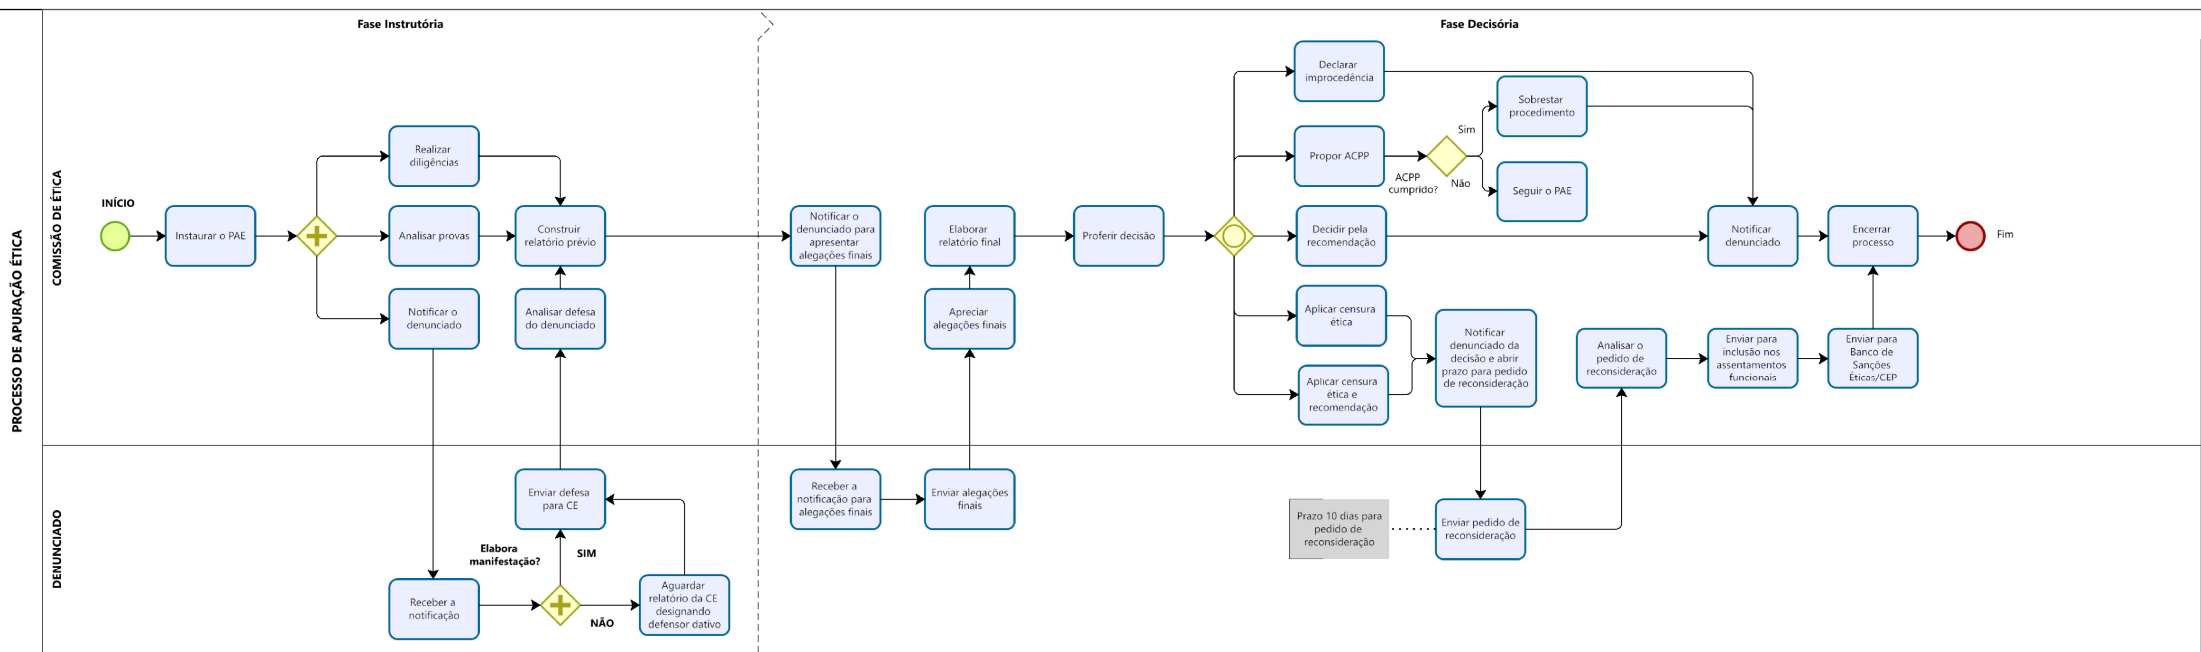 Fase Instrutória
Fase Decisória
PROCESSO DE APURAÇÃO ÉTICA
COMISSÃO DE ÉTICA
INÍCIO
Instaurar o PAE
Realizar
diligências
Analisar provas
Notificar o
denunciado
Construir
relatório prévio
Analisar defesa
do denunciado
Notificar o
denunciado para
apresentar
alegações finais
Elaborar
relatório final
Apreciar
alegações finais
Proferir decisão
Declarar
improcedência
Propor ACPP
ACPP
cumprido?
Sim
Não
Sobrestar
procedimento
Seguir o PAE
Decidir pela
recomendação
Aplicar censura
ética
Aplicar censura
ética e
recomendação
Notificar
denunciado da
decisão e abrir
prazo para pedido
de reconsideração
Analisar o
pedido de
reconsideração
Enviar para
inclusão nos
assentamentos
funcionais
Enviar para
Banco de
Sanções
Éticas/CEP
Notificar
denunciado
Encerrar
processo
Fim
DENUNCIADO
Receber a
notificação
Elabora
manifestação?
SIM
NÃO
Enviar defesa
para CE
Aguardar
relatório da CE
designando
defensor dativo
Receber a
notificação para
alegações finais
Enviar alegações
finais
Prazo 10 dias para
pedido de
reconsideração
Enviar pedido de
reconsideração